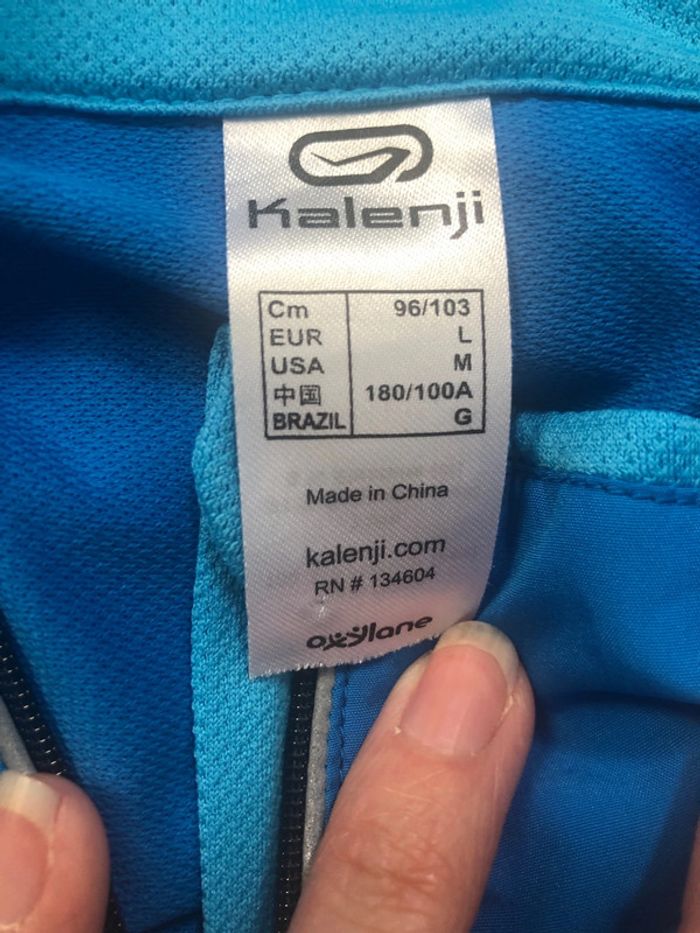 Kalenji
Cm 96/103
EUR L
USA M
中国 180/100A
BRAZIL G
Made in China
kalenji.com
RN # 134604
oxylane